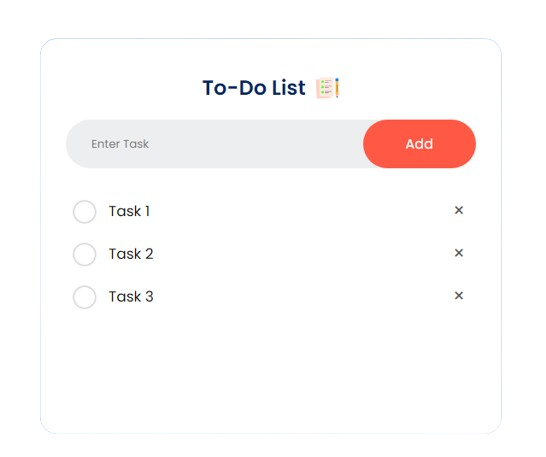 To-Do List
Enter Task
Add
Task 1
Task 2
Task 3